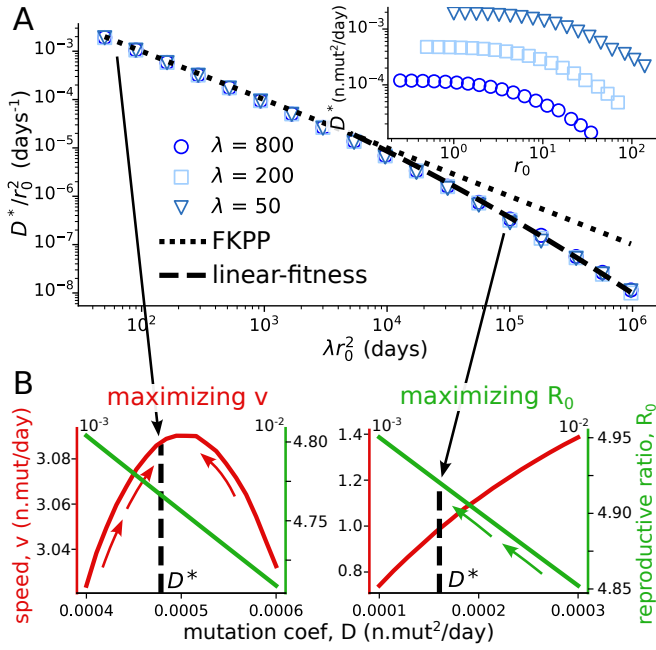 A
D*/r₀² (days⁻¹)
10⁻³
10⁻⁴
10⁻⁵
10⁻⁶
10⁻⁷
10⁻⁸
λ = 800
λ = 200
λ = 50
FKPP
linear-fitness
10² 10³ 10⁴ 10⁵ 10⁶
λr₀² (days)
D* (n.mut²/day)
10⁻³
10⁻⁴
10⁰ 10¹ 10²
r₀
B
maximizing v
speed, v (n.mut/day)
10⁻³ 10⁻²
3.08
3.06
3.04
4.80
4.75
4.70
D*
0.0004 0.0005 0.0006
maximizing R₀
10⁻³ 10⁻²
1.4
1.2
1.0
0.8
4.95
4.90
4.85
reproductive ratio, R₀
D*
0.0001 0.0002 0.0003
mutation coef, D (n.mut²/day)